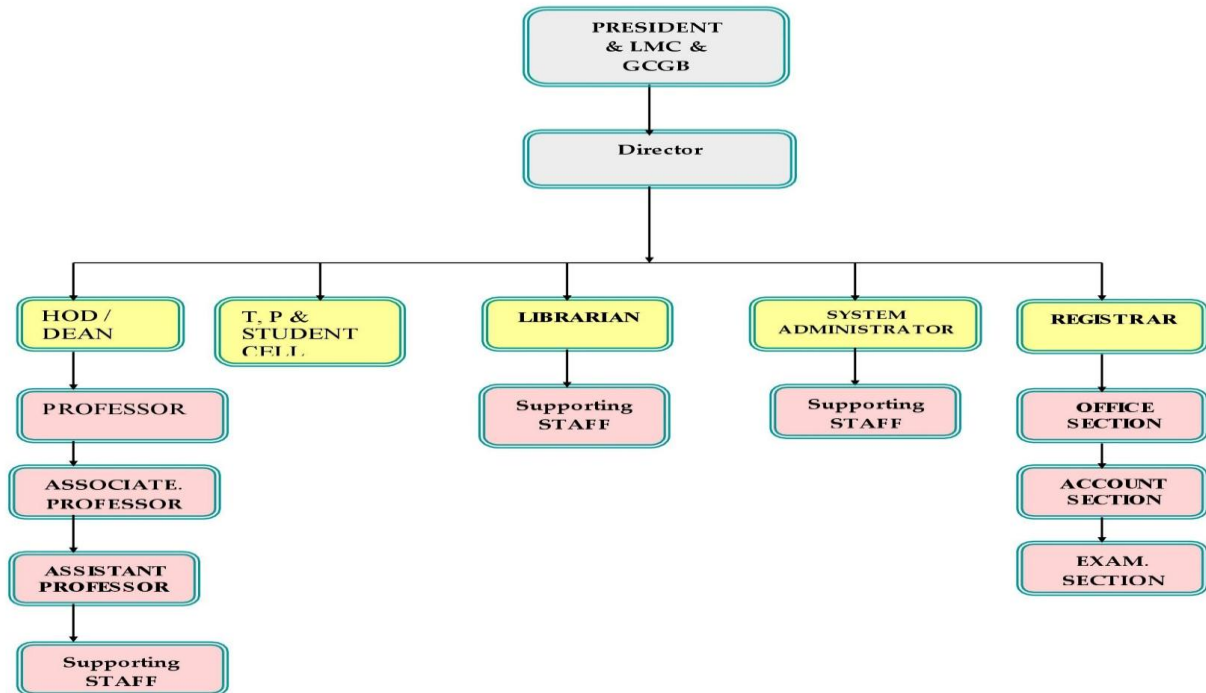 PRESIDENT
& LMC &
GCGB
Director
HOD /
DEAN
T, P &
STUDENT
CELL
LIBRARIAN
SYSTEM
ADMINISTRATOR
REGISTRAR
PROFESSOR
Supporting
STAFF
Supporting
STAFF
OFFICE
SECTION
ASSOCIATE.
PROFESSOR
ACCOUNT
SECTION
ASSISTANT
PROFESSOR
EXAM.
SECTION
Supporting
STAFF